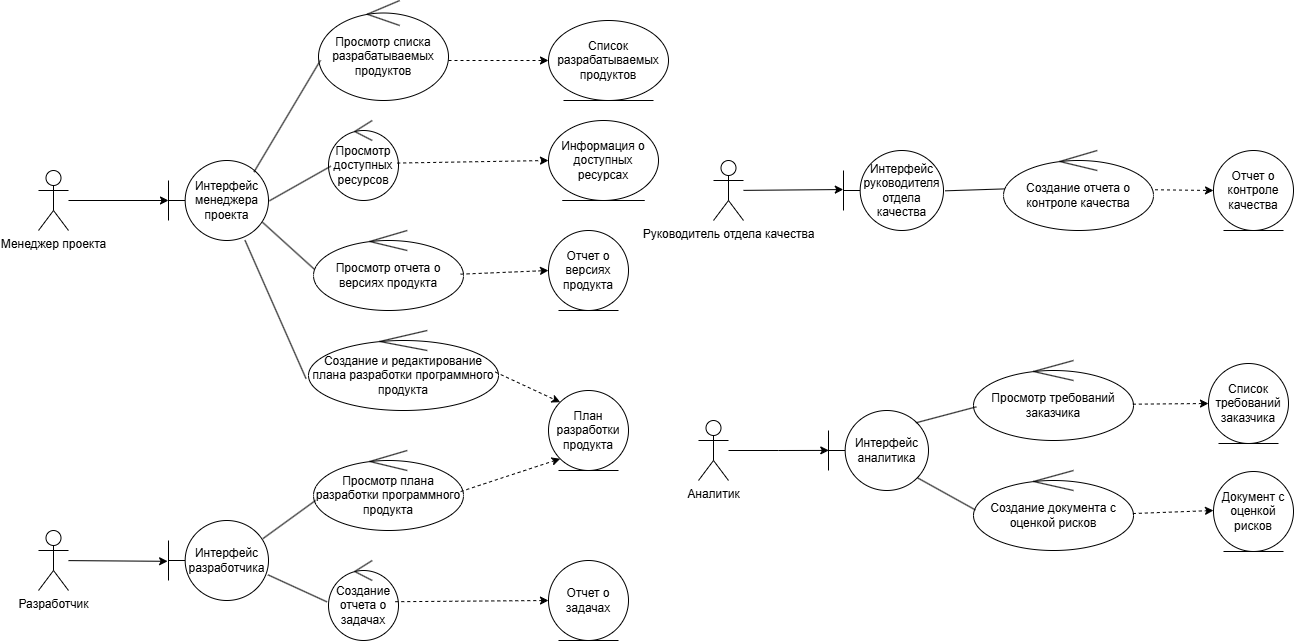 Просмотр списка
разрабатываемых
продуктов
Список
разрабатываемых
продуктов
Просмотр
доступных
ресурсов
Информация о
доступных
ресурсах
Менеджер проекта
Интерфейс
менеджера
проекта
Просмотр отчета о
версиях продукта
Отчет о
версиях
продукта
Создание и редактирование
плана разработки программного
продукта
План
разработки
продукта
Просмотр плана
разработки программного
продукта
Разработчик
Интерфейс
разработчика
Создание
отчета о
задачах
Отчет о
задачах
Руководитель отдела качества
Интерфейс
руководителя
отдела
качества
Создание отчета о
контроле качества
Отчет о
контроле
качества
Аналитик
Интерфейс
аналитика
Просмотр требований
заказчика
Список
требований
заказчика
Создание документа с
оценкой рисков
Документ с
оценкой
рисков